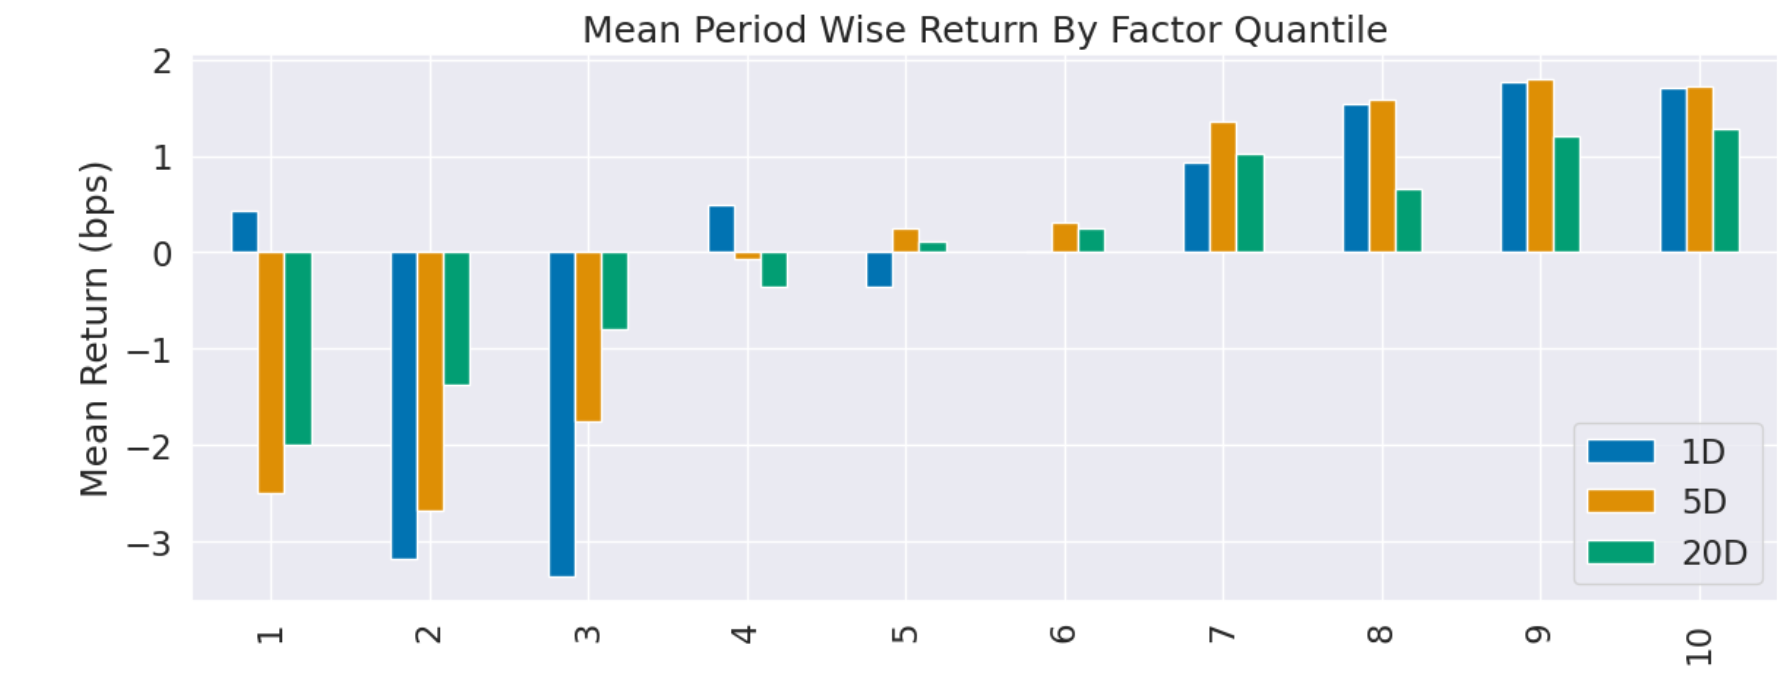 Mean Period Wise Return By Factor Quantile
Mean Return (bps)
2
1
0
−1
−2
−3
1D
5D
20D
1 2 3 4 5 6 7 8 9 10